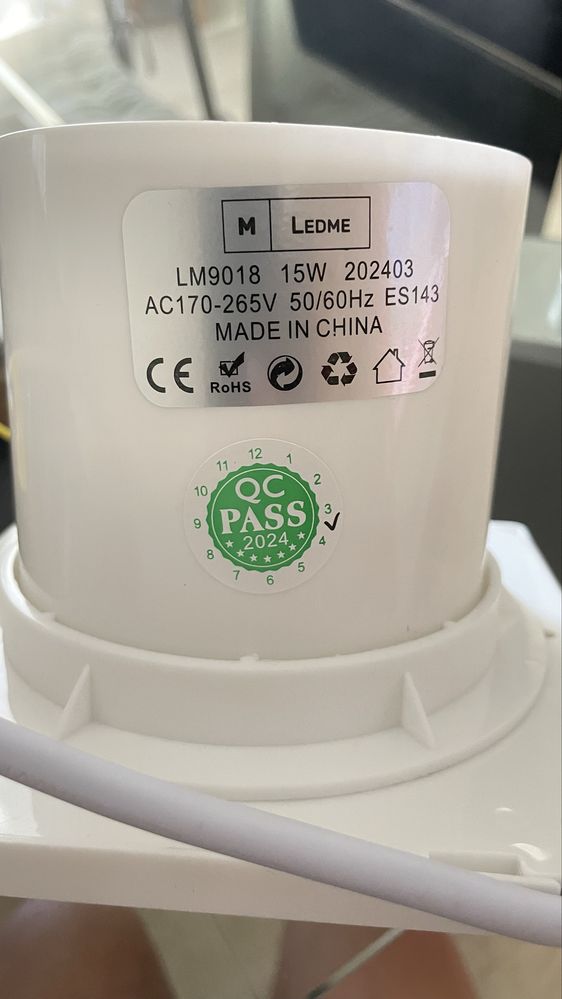 M LEDME
LM9018 15W 202403
AC170-265V 50/60Hz ES143
MADE IN CHINA
CE
RoHS
12
11 1
10 2
9 3
8 4
7 5
6
QC
PASS
2024